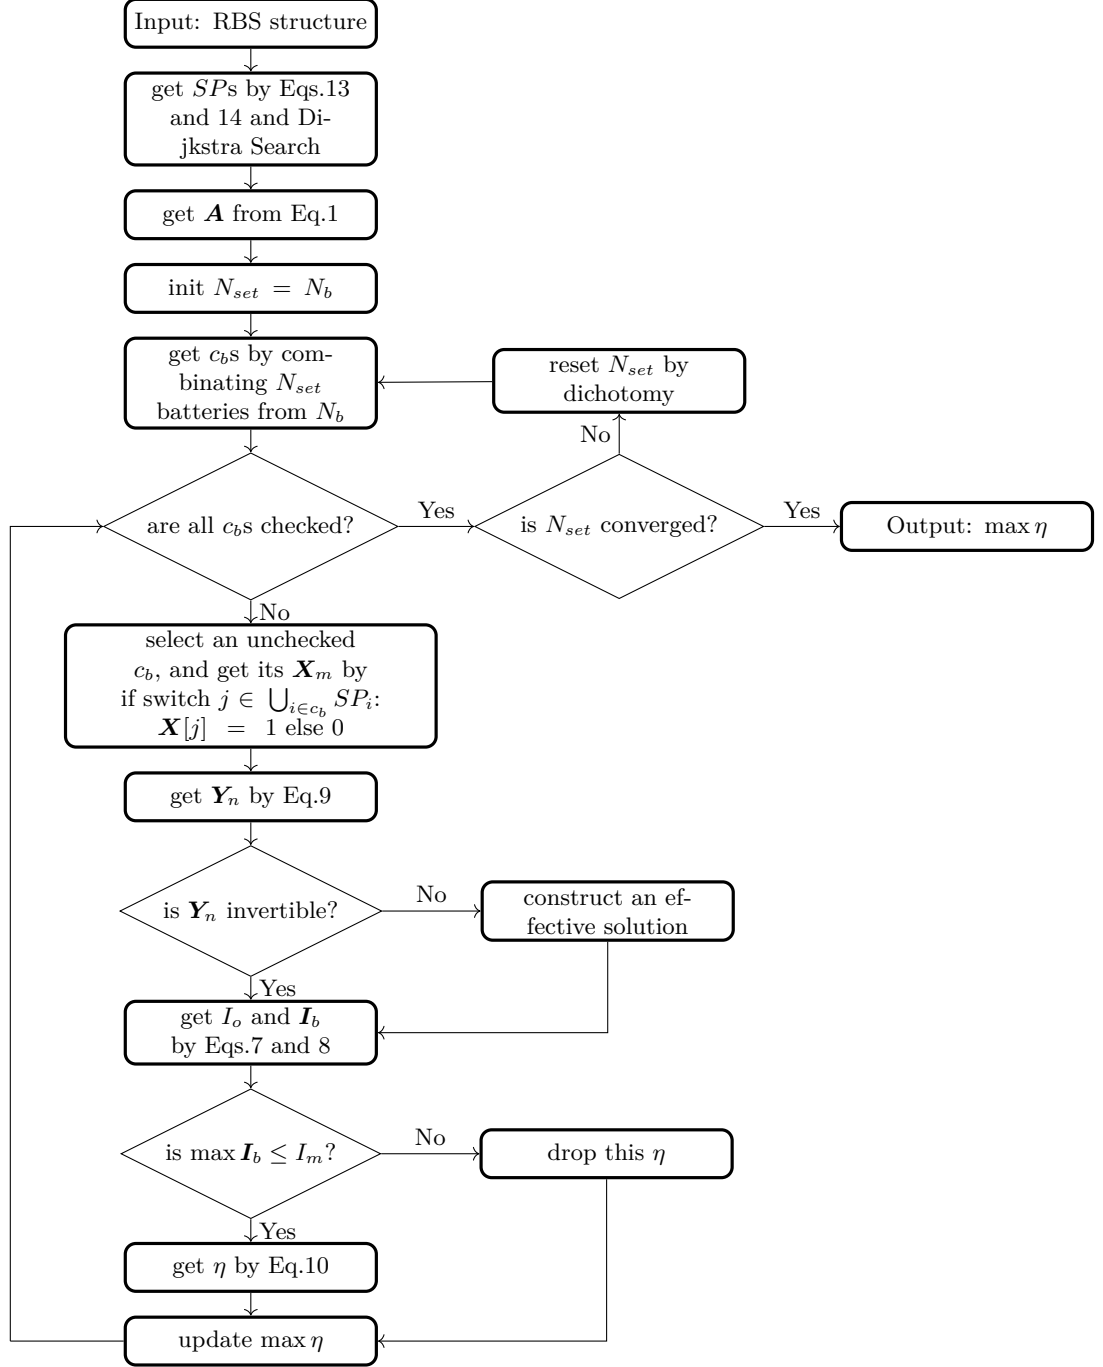 Input: RBS structure
get SPs by Eqs.13
and 14 and Di-
jkstra Search
get A from Eq.1
init N_set = N_b
get c_bs by com-
binating N_set
batteries from N_b
reset N_set by
dichotomy
No
are all c_bs checked?
Yes
is N_set converged?
Yes
Output: max η
No
select an unchecked
c_b, and get its X_m by
if switch j ∈ ⋃_{i∈c_b} SP_i:
X[j] = 1 else 0
get Y_n by Eq.9
is Y_n invertible?
No
construct an ef-
fective solution
Yes
get I_o and I_b
by Eqs.7 and 8
is max I_b ≤ I_m?
No
drop this η
Yes
get η by Eq.10
update max η